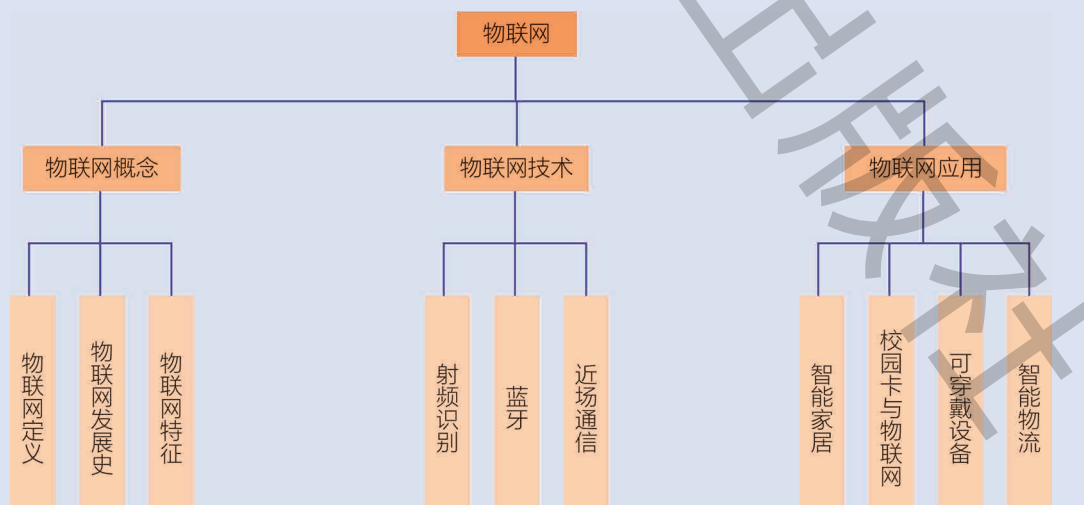 物联网
物联网概念
物联网技术
物联网应用
物联网定义
物联网发展史
物联网特征
射频识别
蓝牙
近场通信
智能家居
校园卡与物联网
可穿戴设备
智能物流
版社